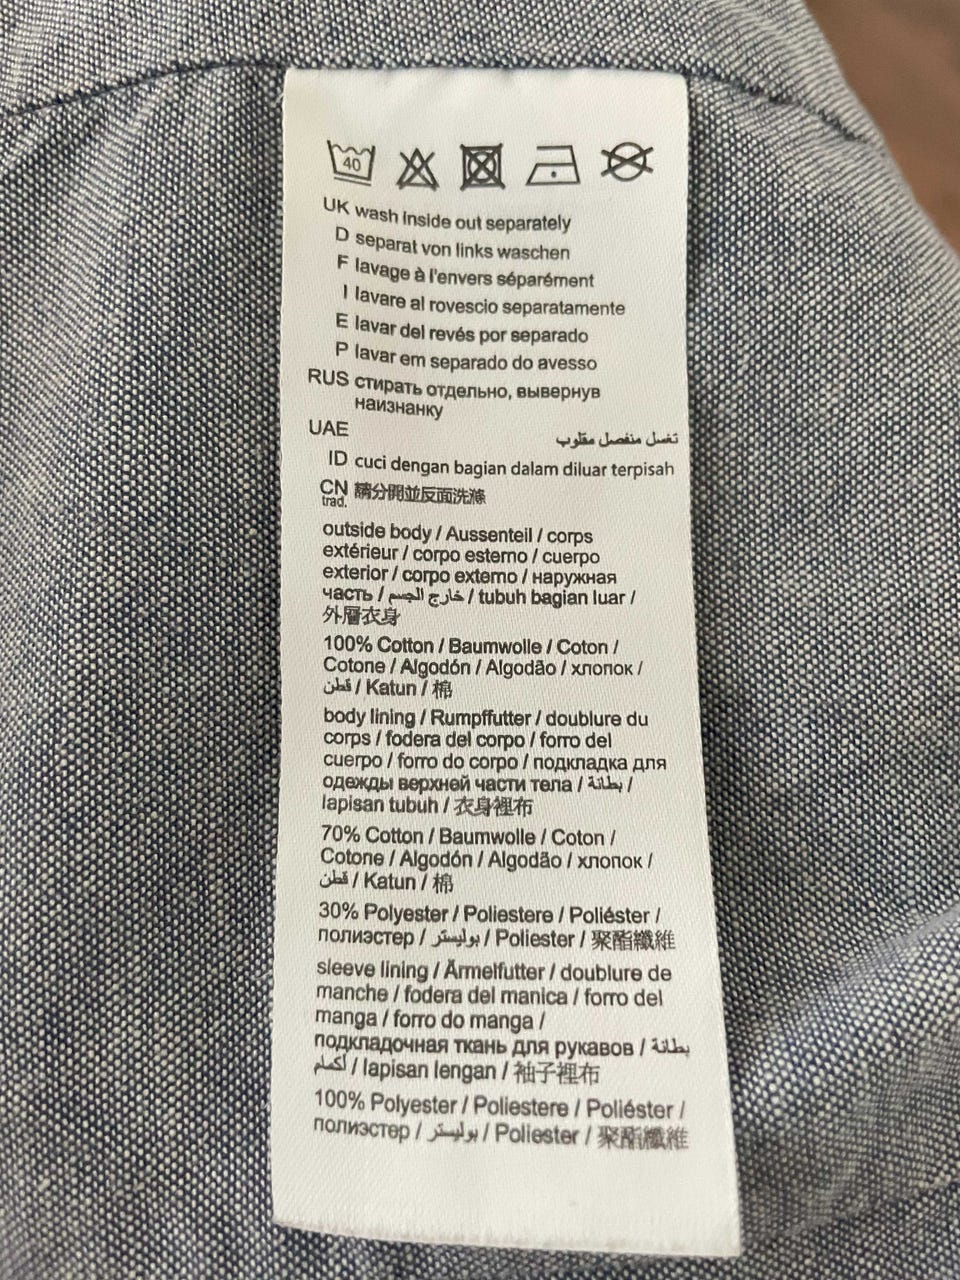 40
UK wash inside out separately
D separat von links waschen
F lavage à l'envers séparément
I lavare al rovescio separatamente
E lavar del revés por separado
P lavar em separado do avesso
RUS стирать отдельно, вывернув
наизнанку
UAE تغسل منفصل مقلوب
ID cuci dengan bagian dalam diluar terpisah
CN trad. 請分開並反面洗滌
outside body / Aussenteil / corps
extérieur / corpo esterno / cuerpo
exterior / corpo externo / наружная
часть / خارج الجسم / tubuh bagian luar /
外層衣身
100% Cotton / Baumwolle / Coton /
Cotone / Algodón / Algodão / хлопок /
قطن / Katun / 棉
body lining / Rumpffutter / doublure du
corps / fodera del corpo / forro del
cuerpo / forro do corpo / подкладка для
одежды верхней части тела / بطانة /
lapisan tubuh / 衣身裡布
70% Cotton / Baumwolle / Coton /
Cotone / Algodón / Algodão / хлопок /
قطن / Katun / 棉
30% Polyester / Poliestere / Poliéster /
полиэстер / بوليستر / Poliester / 聚酯纖維
sleeve lining / Ärmelfutter / doublure de
manche / fodera del manica / forro del
manga / forro do manga /
подкладочная ткань для рукавов / بطانة
أكمام / lapisan lengan / 袖子裡布
100% Polyester / Poliestere / Poliéster /
полиэстер / بوليستر / Poliester / 聚酯纖維